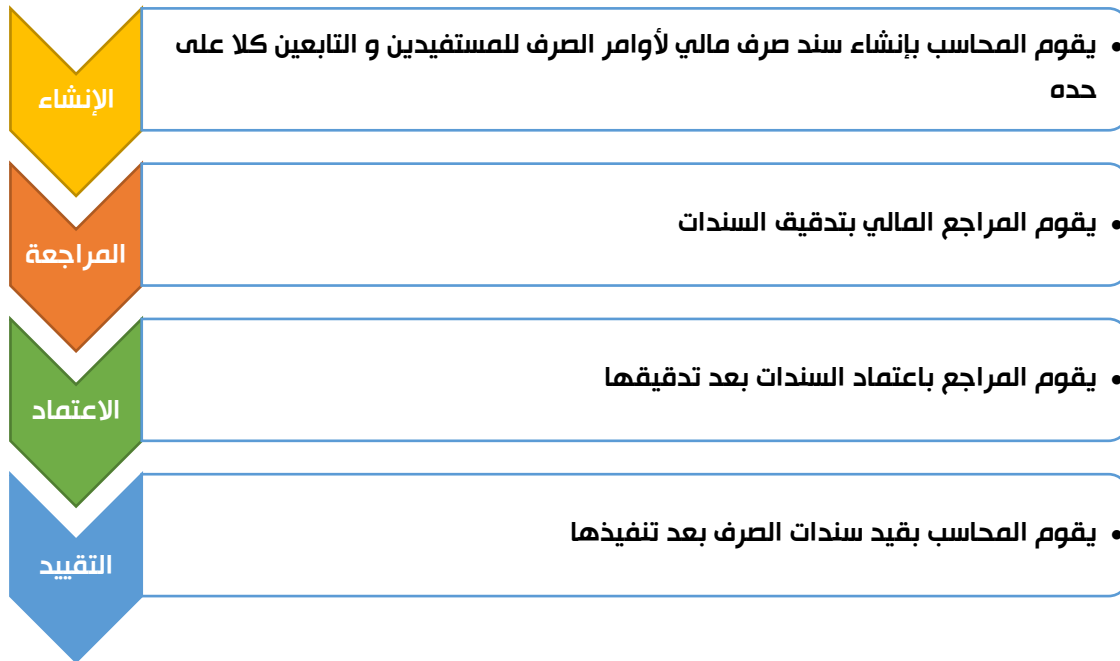 الإنشاء
• يقوم المحاسب بإنشاء سند صرف مالي لأوامر الصرف للمستفيدين و التابعين كلا على
حده
المراجعة
• يقوم المراجع المالي بتدقيق السندات
الاعتماد
• يقوم المراجع باعتماد السندات بعد تدقيقها
التقييد
• يقوم المحاسب بقيد سندات الصرف بعد تنفيذها